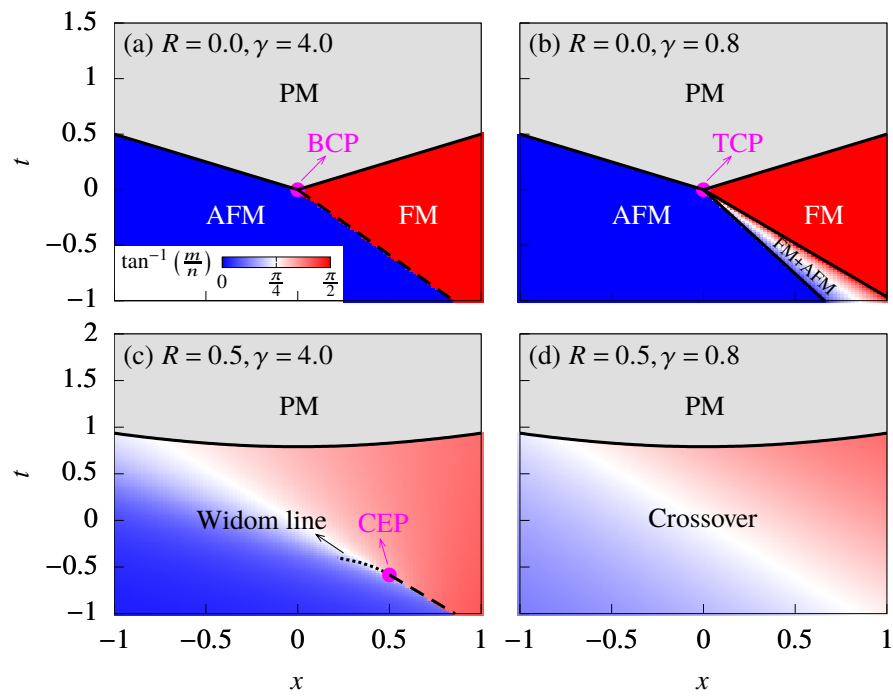 (a) R = 0.0, γ = 4.0
(b) R = 0.0, γ = 0.8
1.5
1
0.5
0
−0.5
−1
t
PM
PM
BCP
TCP
AFM
FM
AFM
FM
FM+AFM
tan⁻¹ (m/n)
0
π/4
π/2
(c) R = 0.5, γ = 4.0
(d) R = 0.5, γ = 0.8
2
1.5
1
0.5
0
−0.5
−1
t
PM
PM
Widom line
CEP
Crossover
−1
−0.5
0
0.5
1
−1
−0.5
0
0.5
1
x
x